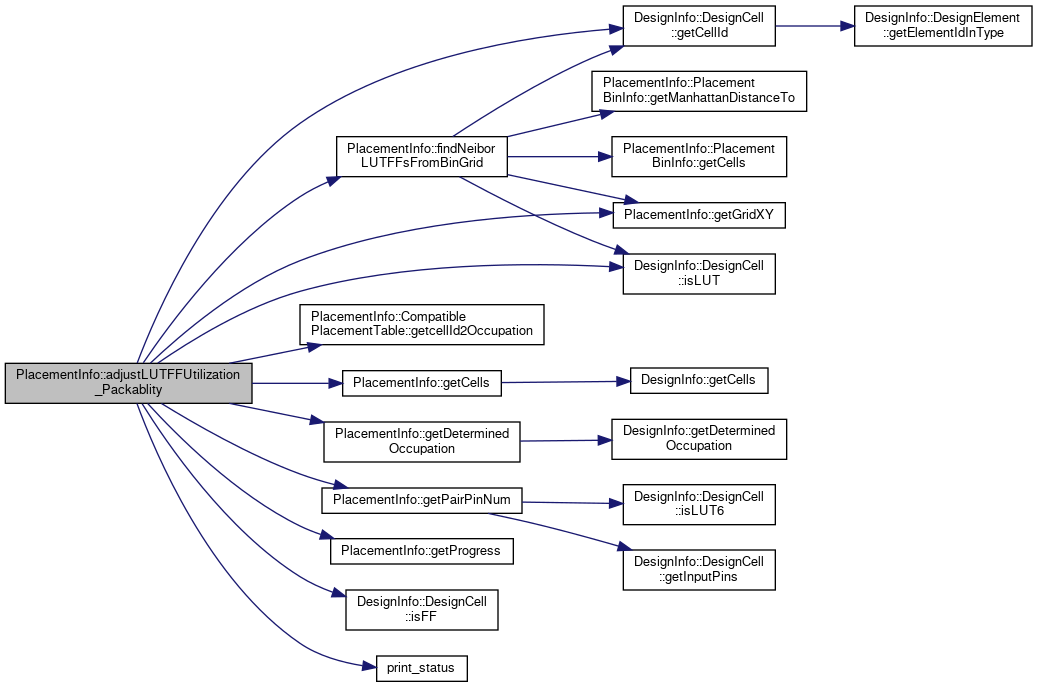 DesignInfo::DesignCell
::getCellId
DesignInfo::DesignElement
::getElementIdInType
PlacementInfo::Placement
BinInfo::getManhattanDistanceTo
PlacementInfo::findNeibor
LUTFFsFromBinGrid
PlacementInfo::Placement
BinInfo::getCells
PlacementInfo::getGridXY
DesignInfo::DesignCell
::isLUT
PlacementInfo::Compatible
PlacementTable::getcellId2Occupation
PlacementInfo::adjustLUTFFUtilization
_Packablity
PlacementInfo::getCells
DesignInfo::getCells
PlacementInfo::getDetermined
Occupation
DesignInfo::getDetermined
Occupation
PlacementInfo::getPairPinNum
DesignInfo::DesignCell
::isLUT6
PlacementInfo::getProgress
DesignInfo::DesignCell
::getInputPins
DesignInfo::DesignCell
::isFF
print_status